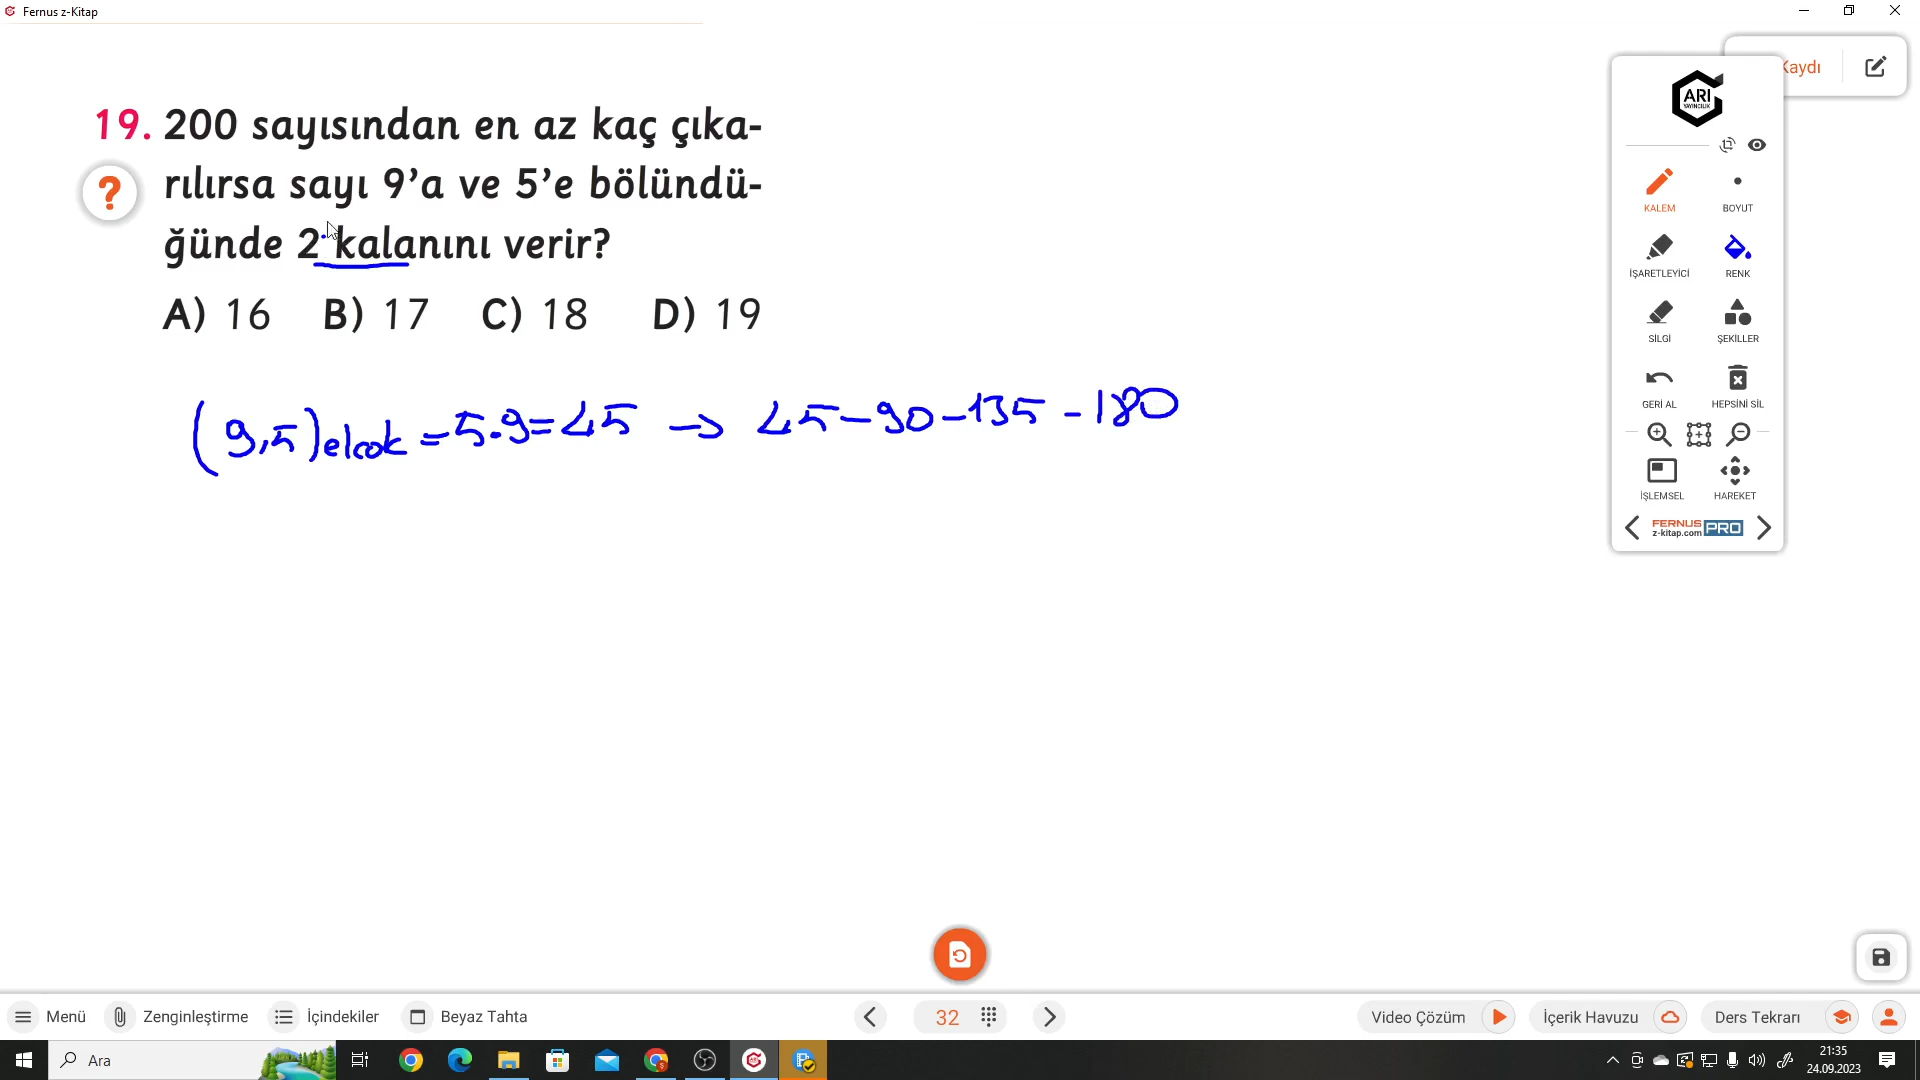 Fernus z-Kitap
Kaydı
ARI
YAYINCILIK
19. 200 sayısından en az kaç çıka-
rılırsa sayı 9'a ve 5'e bölündü-
ğünde 2 kalanını verir?
A) 16 B) 17 C) 18 D) 19
(9,5)ekok = 5.9=45 → 45-90-135-180
KALEM BOYUT
İŞARETLEYİCİ RENK
SİLGİ ŞEKİLLER
GERİ AL HEPSİNİ SİL
İŞLEMSEL HAREKET
FERNUS PRO
z-kitap.com
Menü Zenginleştirme İçindekiler Beyaz Tahta 32 Video Çözüm İçerik Havuzu Ders Tekrarı
Ara
21:35
24.09.2023